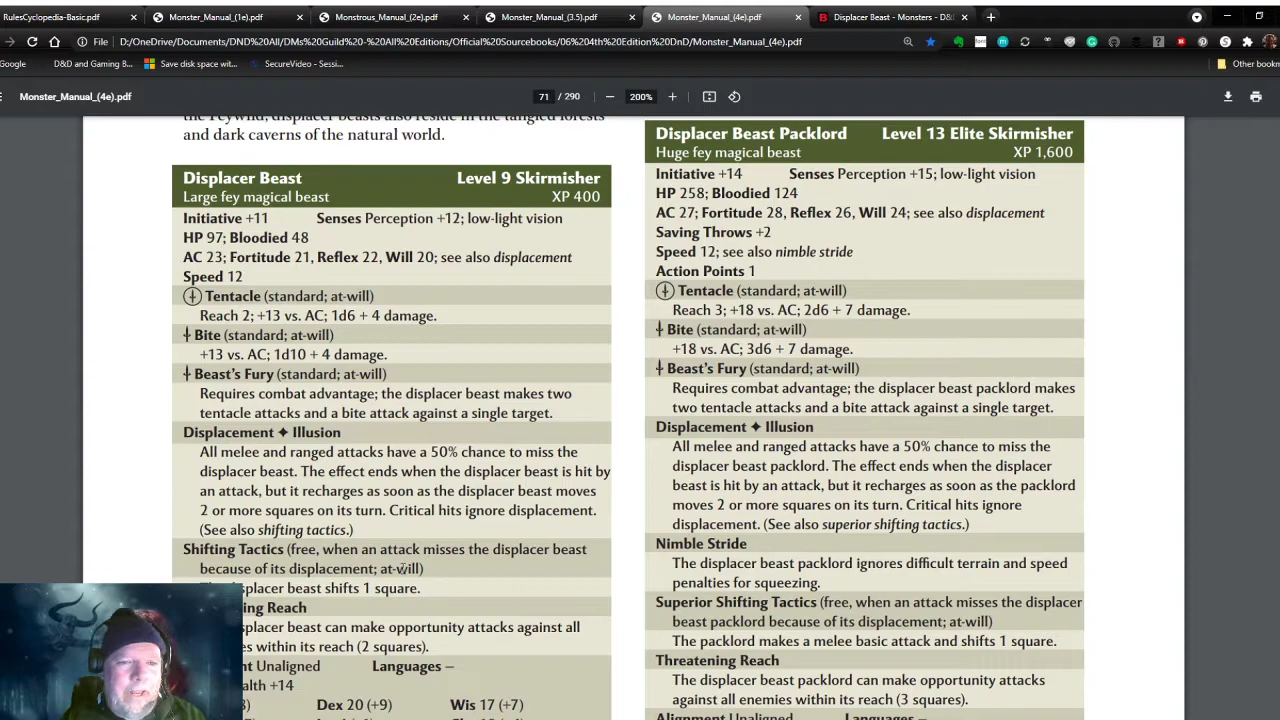 RulesCyclopedia-Basic.pdf
Monster_Manual_(1e).pdf
Monstrous_Manual_(2e).pdf
Monster_Manual_(3.5).pdf
Monster_Manual_(4e).pdf
Displacer Beast - Monsters - D&
File
D:/OneDrive/Documents/DND%20All/DMs%20Guild%20-%20All%20Editions/Official%20Sourcebooks/06%204th%20Edition%20DnD/Monster_Manual_(4e).pdf
Google
D&D and Gaming B...
Save disk space wit...
SecureVideo - Sessi...
Other bookm
Monster_Manual_(4e).pdf
71 / 290
200%
the Feywild, displacer beasts also reside in the tangled forests
and dark caverns of the natural world.
Displacer Beast Level 9 Skirmisher
Large fey magical beast XP 400
Initiative +11 Senses Perception +12; low-light vision
HP 97; Bloodied 48
AC 23; Fortitude 21, Reflex 22, Will 20; see also displacement
Speed 12
Tentacle (standard; at-will)
Reach 2; +13 vs. AC; 1d6 + 4 damage.
Bite (standard; at-will)
+13 vs. AC; 1d10 + 4 damage.
Beast's Fury (standard; at-will)
Requires combat advantage; the displacer beast makes two
tentacle attacks and a bite attack against a single target.
Displacement ✦ Illusion
All melee and ranged attacks have a 50% chance to miss the
displacer beast. The effect ends when the displacer beast is hit by
an attack, but it recharges as soon as the displacer beast moves
2 or more squares on its turn. Critical hits ignore displacement.
(See also shifting tactics.)
Shifting Tactics (free, when an attack misses the displacer beast
because of its displacement; at-will)
displacer beast shifts 1 square.
ing Reach
splacer beast can make opportunity attacks against all
es within its reach (2 squares).
nt Unaligned Languages –
alth +14
Dex 20 (+9) Wis 17 (+7)
Displacer Beast Packlord Level 13 Elite Skirmisher
Huge fey magical beast XP 1,600
Initiative +14 Senses Perception +15; low-light vision
HP 258; Bloodied 124
AC 27; Fortitude 28, Reflex 26, Will 24; see also displacement
Saving Throws +2
Speed 12; see also nimble stride
Action Points 1
Tentacle (standard; at-will)
Reach 3; +18 vs. AC; 2d6 + 7 damage.
Bite (standard; at-will)
+18 vs. AC; 3d6 + 7 damage.
Beast's Fury (standard; at-will)
Requires combat advantage; the displacer beast packlord makes
two tentacle attacks and a bite attack against a single target.
Displacement ✦ Illusion
All melee and ranged attacks have a 50% chance to miss the
displacer beast packlord. The effect ends when the displacer
beast is hit by an attack, but it recharges as soon as the packlord
moves 2 or more squares on its turn. Critical hits ignore
displacement. (See also superior shifting tactics.)
Nimble Stride
The displacer beast packlord ignores difficult terrain and speed
penalties for squeezing.
Superior Shifting Tactics (free, when an attack misses the displacer
beast packlord because of its displacement; at-will)
The packlord makes a melee basic attack and shifts 1 square.
Threatening Reach
The displacer beast packlord can make opportunity attacks
against all enemies within its reach (3 squares).
Alignment Unaligned Languages –